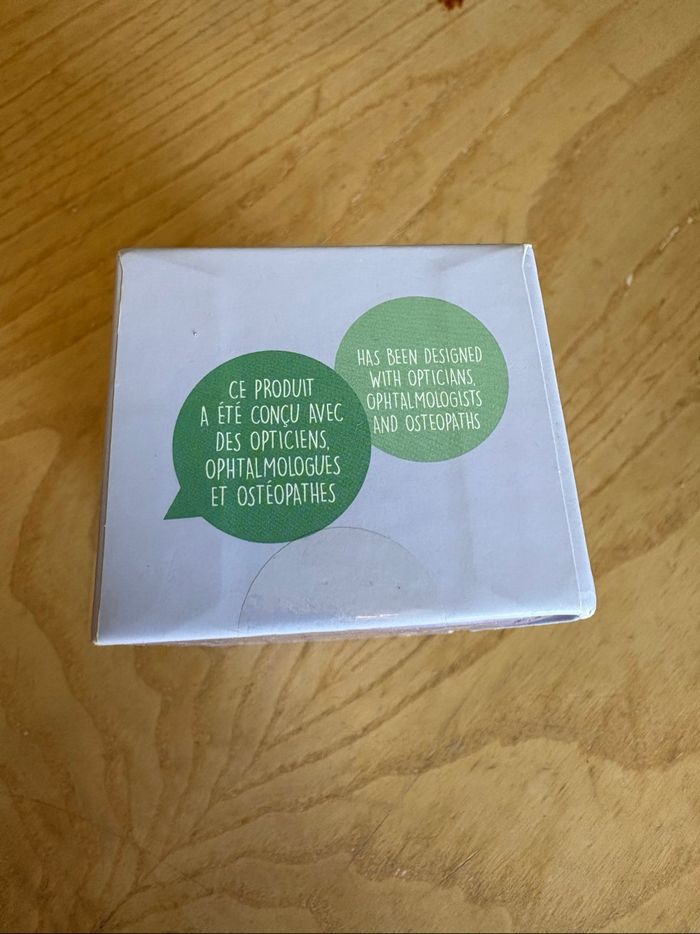 CE PRODUIT
A ÉTÉ CONÇU AVEC
DES OPTICIENS,
OPHTALMOLOGUES
ET OSTÉOPATHES
HAS BEEN DESIGNED
WITH OPTICIANS,
OPHTALMOLOGISTS
AND OSTEOPATHS